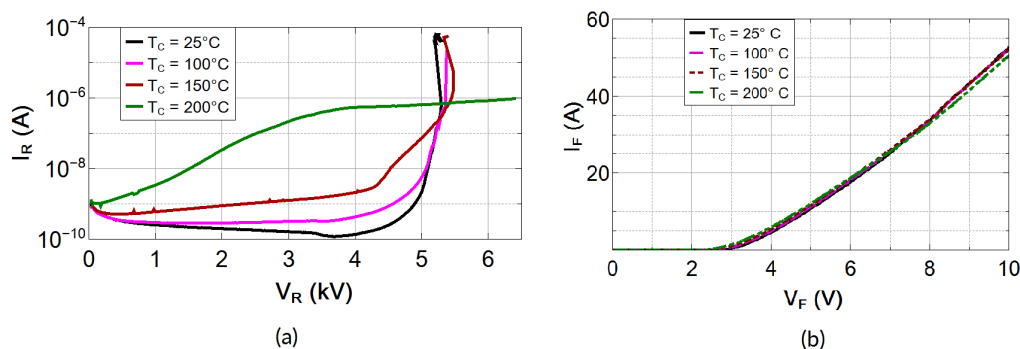 (a)
10⁻⁴
10⁻⁶
10⁻⁸
10⁻¹⁰
I_R (A)
T_C = 25°C
T_C = 100°C
T_C = 150°C
T_C = 200°C
0 1 2 3 4 5 6
V_R (kV)
(a)
(b)
60
40
20
I_F (A)
T_C = 25° C
T_C = 100° C
T_C = 150° C
T_C = 200° C
0 2 4 6 8 10
V_F (V)
(b)